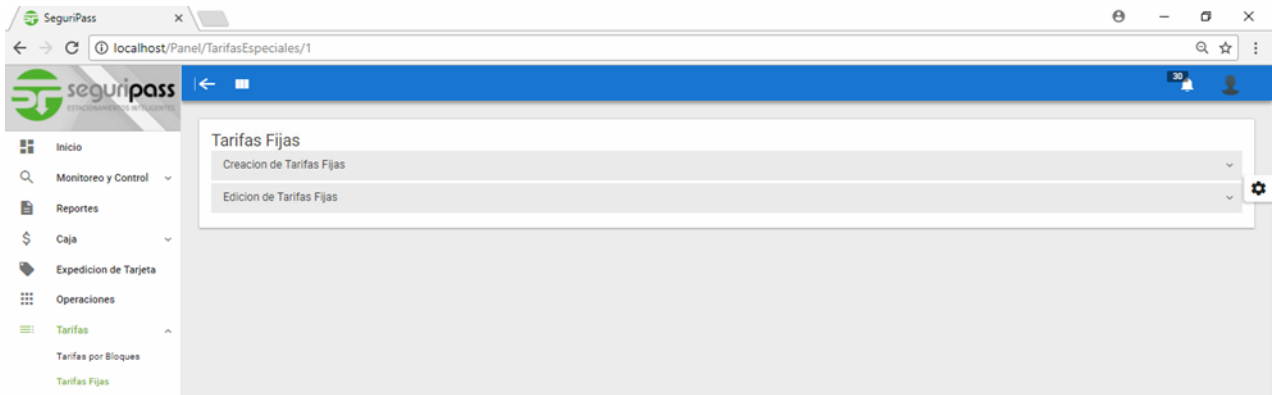 SeguriPass
localhost/Panel/TarifasEspeciales/1
seguripass
ESTACIONAMIENTOS INTELIGENTES
30
Inicio
Monitoreo y Control
Reportes
Caja
Expedicion de Tarjeta
Operaciones
Tarifas
Tarifas por Bloques
Tarifas Fijas
Tarifas Fijas
Creacion de Tarifas Fijas
Edicion de Tarifas Fijas